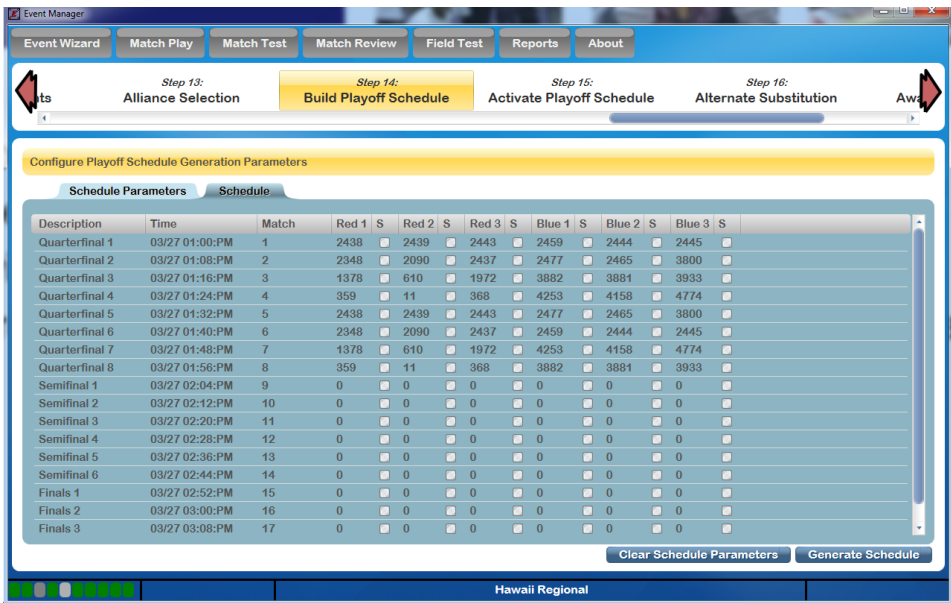 Event Manager
Event Wizard Match Play Match Test Match Review Field Test Reports About
Step 13: Step 14: Step 15: Step 16:
nts Alliance Selection Build Playoff Schedule Activate Playoff Schedule Alternate Substitution Awa
Configure Playoff Schedule Generation Parameters
Schedule Parameters Schedule
Description Time Match Red 1 S Red 2 S Red 3 S Blue 1 S Blue 2 S Blue 3 S
Quarterfinal 1 03/27 01:00:PM 1 2438 2439 2443 2459 2444 2445
Quarterfinal 2 03/27 01:08:PM 2 2348 2090 2437 2477 2465 3800
Quarterfinal 3 03/27 01:16:PM 3 1378 610 1972 3882 3881 3933
Quarterfinal 4 03/27 01:24:PM 4 359 11 368 4253 4158 4774
Quarterfinal 5 03/27 01:32:PM 5 2438 2439 2443 2477 2465 3800
Quarterfinal 6 03/27 01:40:PM 6 2348 2090 2437 2459 2444 2445
Quarterfinal 7 03/27 01:48:PM 7 1378 610 1972 4253 4158 4774
Quarterfinal 8 03/27 01:56:PM 8 359 11 368 3882 3881 3933
Semifinal 1 03/27 02:04:PM 9 0 0 0 0 0 0
Semifinal 2 03/27 02:12:PM 10 0 0 0 0 0 0
Semifinal 3 03/27 02:20:PM 11 0 0 0 0 0 0
Semifinal 4 03/27 02:28:PM 12 0 0 0 0 0 0
Semifinal 5 03/27 02:36:PM 13 0 0 0 0 0 0
Semifinal 6 03/27 02:44:PM 14 0 0 0 0 0 0
Finals 1 03/27 02:52:PM 15 0 0 0 0 0 0
Finals 2 03/27 03:00:PM 16 0 0 0 0 0 0
Finals 3 03/27 03:08:PM 17 0 0 0 0 0 0
Clear Schedule Parameters Generate Schedule
Hawaii Regional